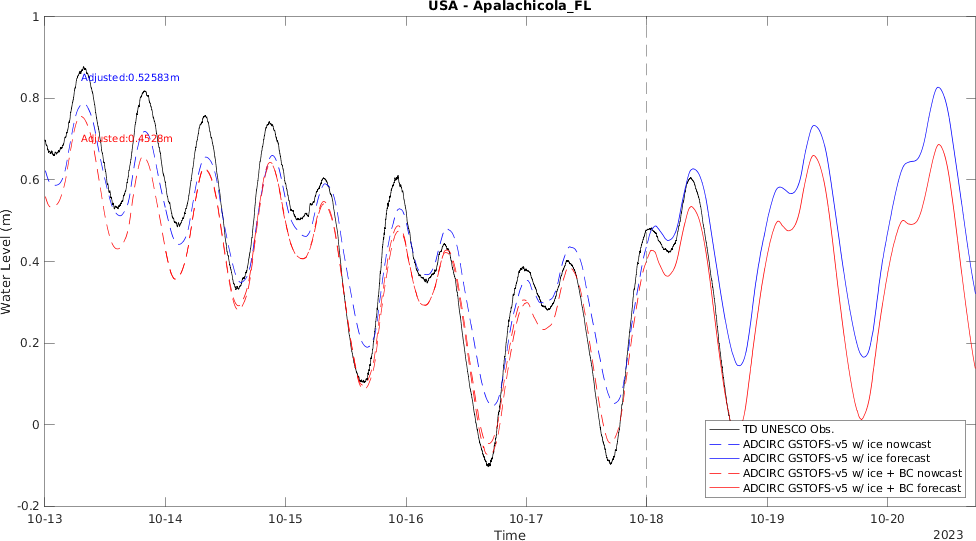 USA - Apalachicola_FL
1
Adjusted:0.52583m
0.8
Adjusted:0.4528m
0.6
Water Level (m)
0.4
0.2
0
-0.2
TD UNESCO Obs.
ADCIRC GSTOFS-v5 w/ ice nowcast
ADCIRC GSTOFS-v5 w/ ice forecast
ADCIRC GSTOFS-v5 w/ ice + BC nowcast
ADCIRC GSTOFS-v5 w/ ice + BC forecast
10-13 10-14 10-15 10-16 10-17 10-18 10-19 10-20
Time
2023